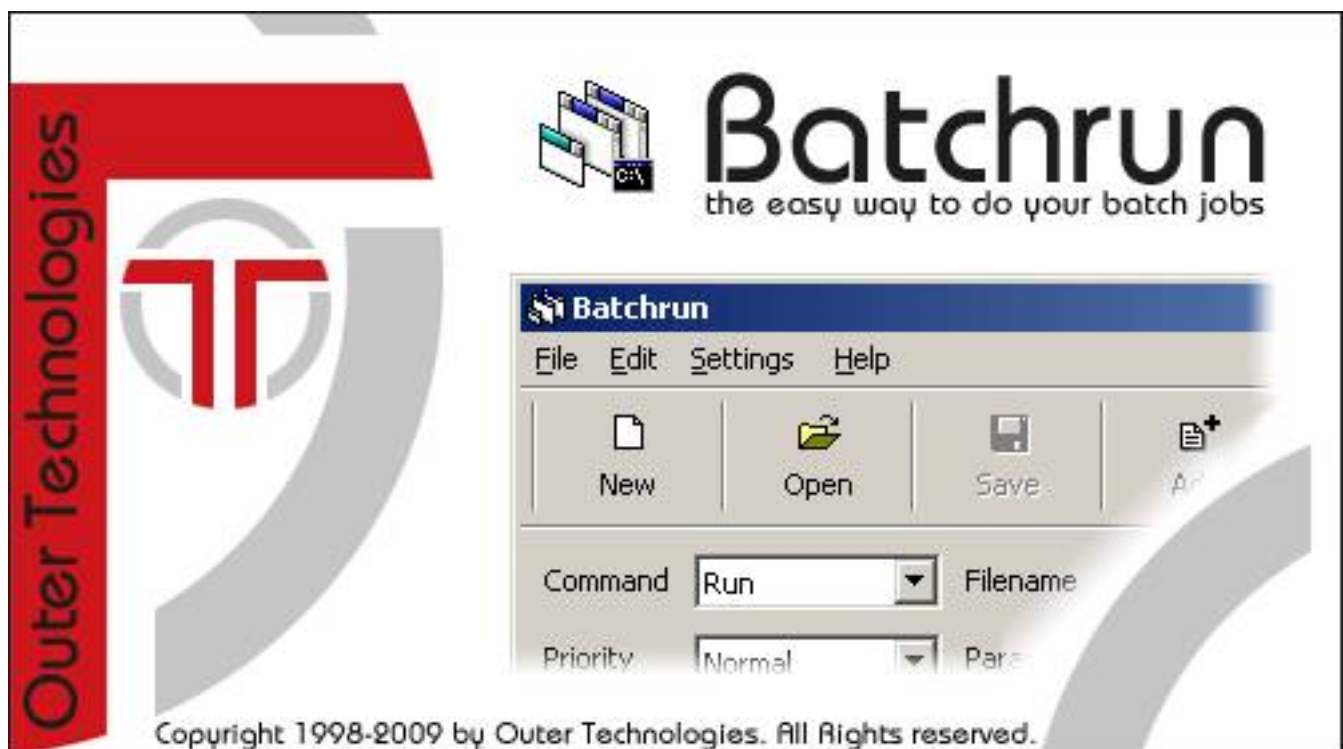 Outer Technologies
Batchrun
the easy way to do your batch jobs
C:\
Batchrun
File Edit Settings Help
New Open Save
Command Run Filename
Priority Normal
Copyright 1998-2009 by Outer Technologies. All Rights reserved.